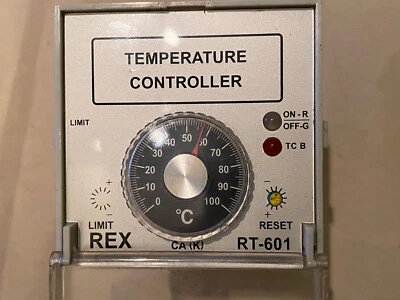 TEMPERATURE
CONTROLLER
LIMIT
ON - R
OFF-G
TC B
0 10 20 30 40 50 60 70 80 90 100
°C
- +
LIMIT
+ -
RESET
REX
CA (K)
RT-601